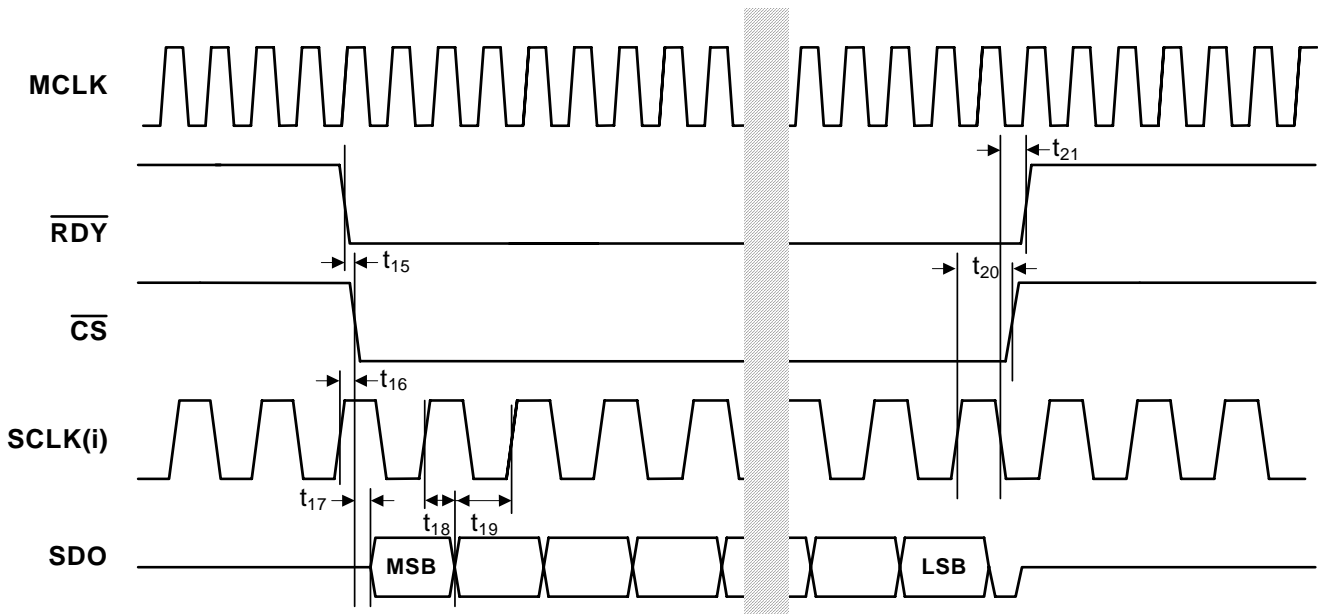 MCLK
t21
RDY
t15
t20
CS
t16
SCLK(i)
t17
t18
t19
SDO
MSB
LSB